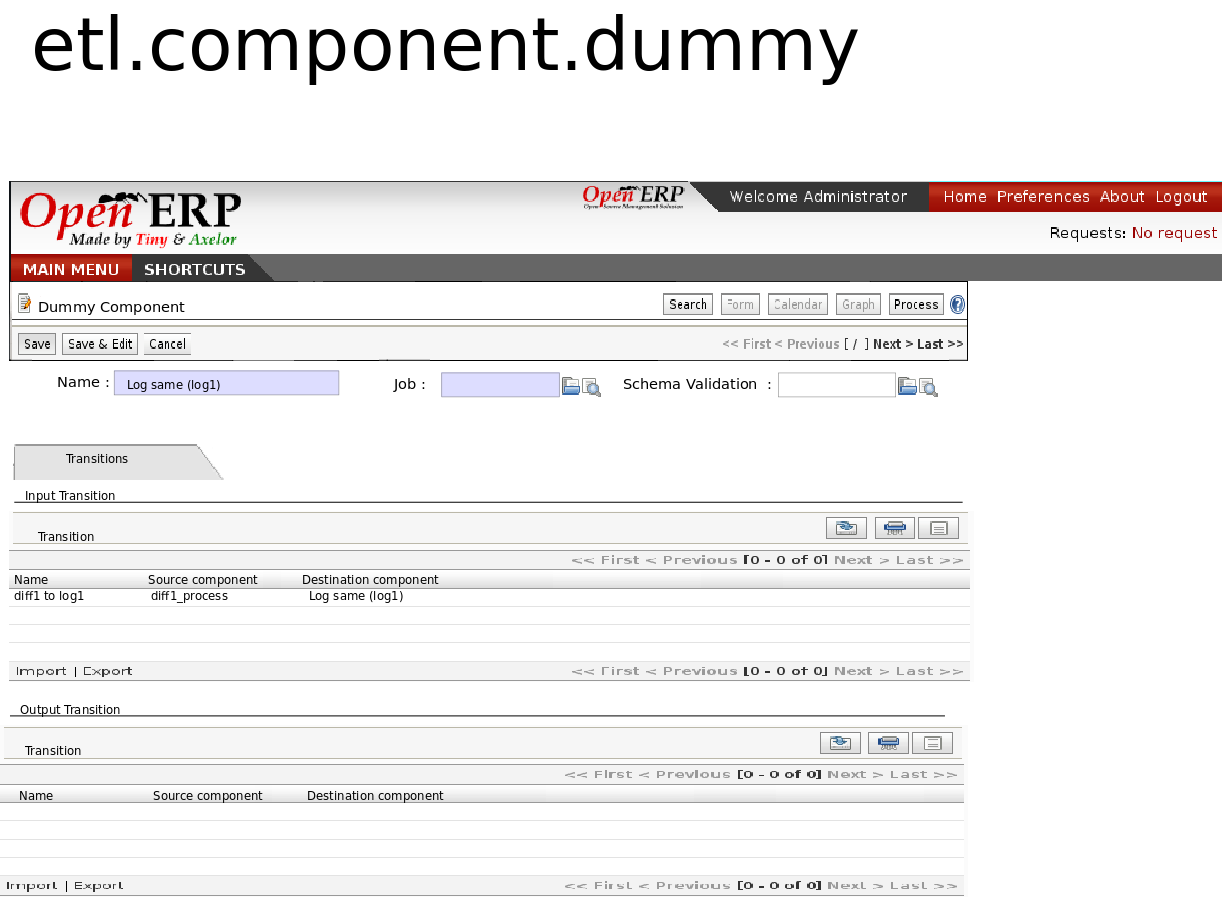 etl.component.dummy
Open ERP
Made by Tiny & Axelor
Open ERP
Open Source Management Solution
Welcome Administrator
Home Preferences About Logout
Requests: No request
MAIN MENU SHORTCUTS
Dummy Component
Search Form Calendar Graph Process ?
Save Save & Edit Cancel
<< First < Previous [ / ] Next > Last >>
Name : Log same (log1) Job : Schema Validation :
Transitions
Input Transition
Transition
<< First < Previous [0 - 0 of 0] Next > Last >>
Name Source component Destination component
diff1 to log1 diff1_process Log same (log1)
Import | Export << First < Previous [0 - 0 of 0] Next > Last >>
Output Transition
Transition
<< First < Previous [0 - 0 of 0] Next > Last >>
Name Source component Destination component
Import | Export << First < Previous [0 - 0 of 0] Next > Last >>